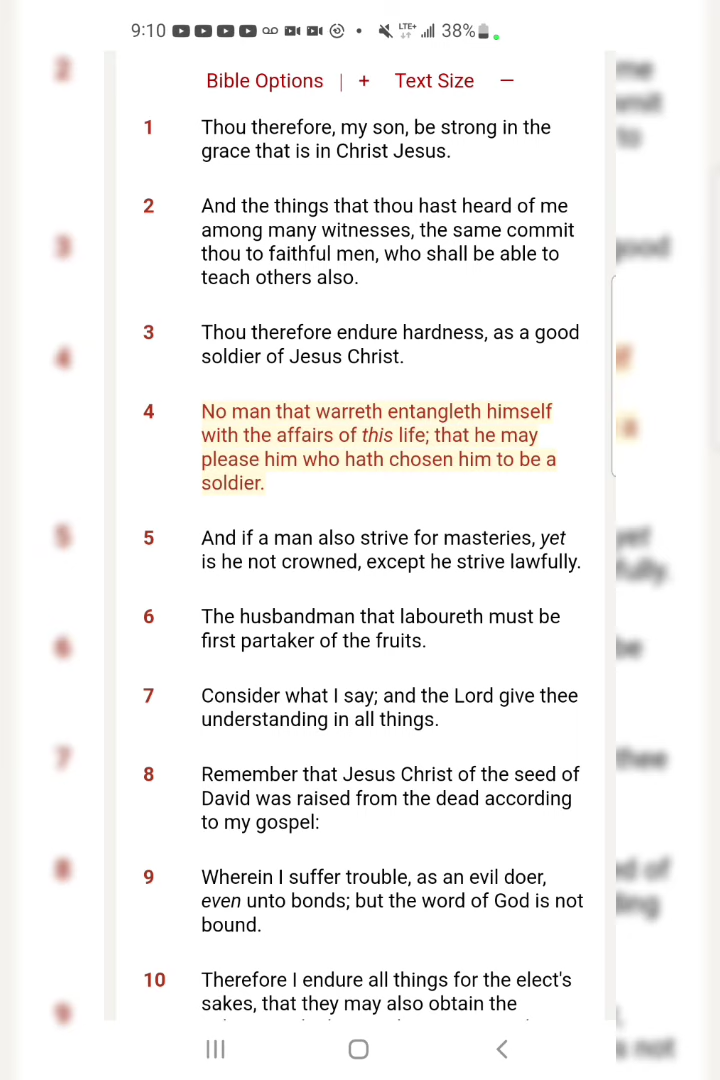 9:10 LTE+ 38%
Bible Options | + Text Size −
1 Thou therefore, my son, be strong in the
grace that is in Christ Jesus.
2 And the things that thou hast heard of me
among many witnesses, the same commit
thou to faithful men, who shall be able to
teach others also.
3 Thou therefore endure hardness, as a good
soldier of Jesus Christ.
4 No man that warreth entangleth himself
with the affairs of this life; that he may
please him who hath chosen him to be a
soldier.
5 And if a man also strive for masteries, yet
is he not crowned, except he strive lawfully.
6 The husbandman that laboureth must be
first partaker of the fruits.
7 Consider what I say; and the Lord give thee
understanding in all things.
8 Remember that Jesus Christ of the seed of
David was raised from the dead according
to my gospel:
9 Wherein I suffer trouble, as an evil doer,
even unto bonds; but the word of God is not
bound.
10 Therefore I endure all things for the elect's
sakes, that they may also obtain the